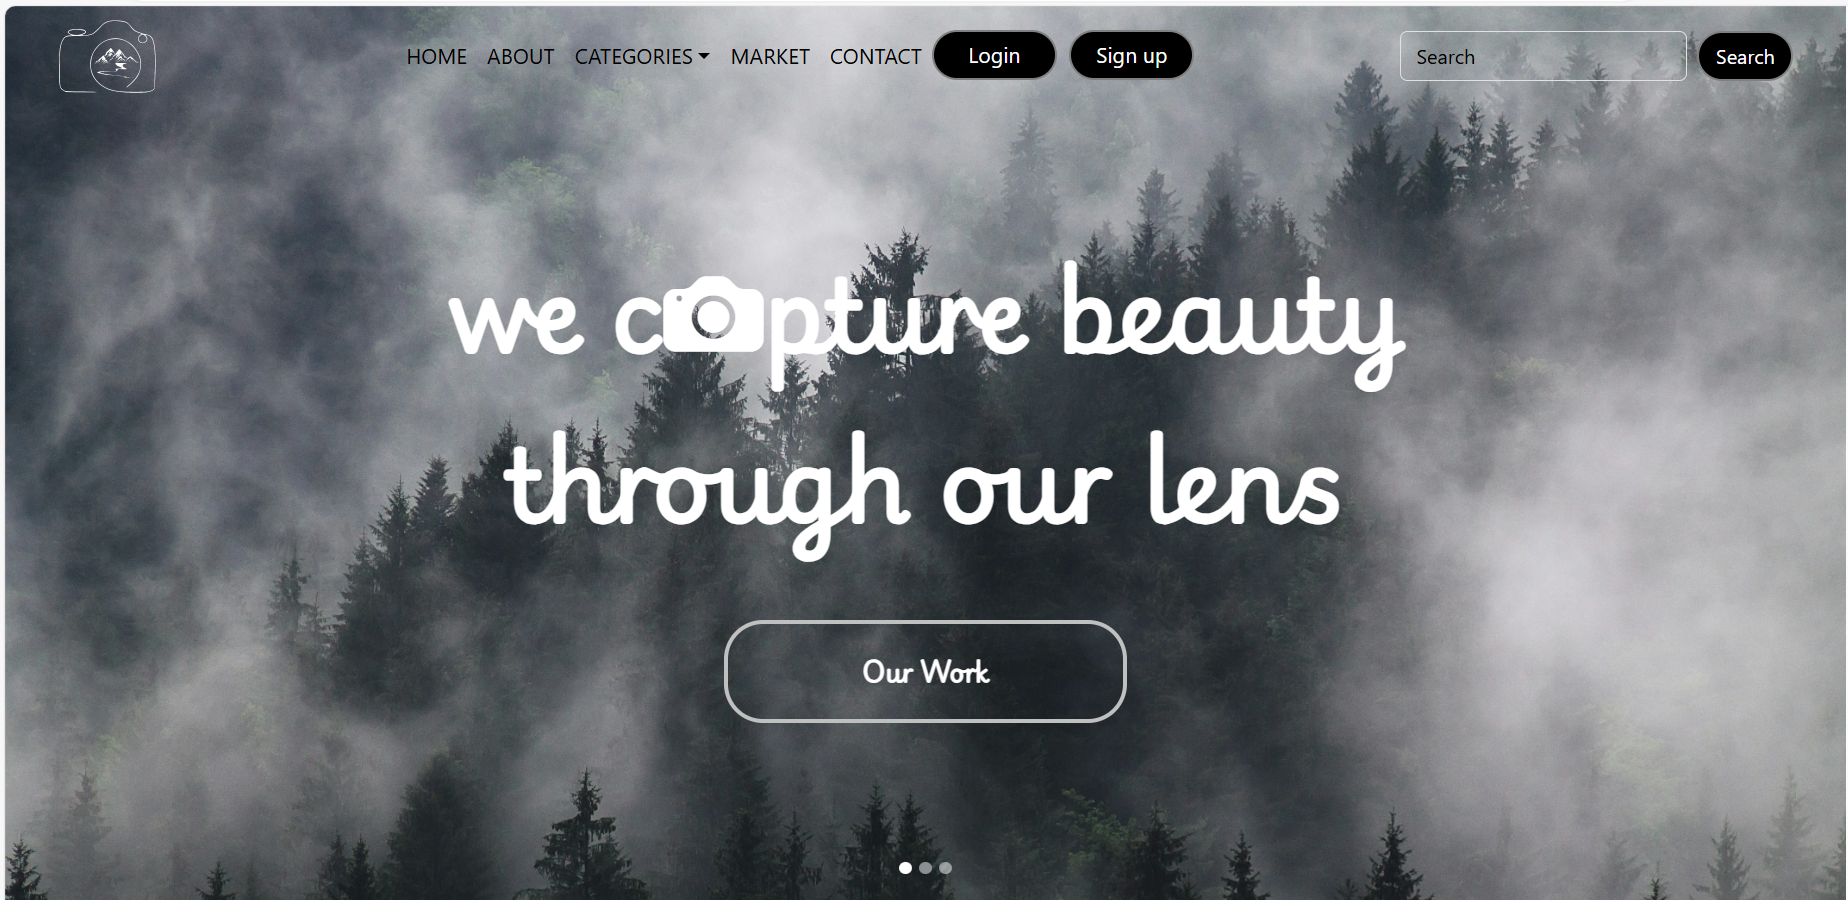 HOME ABOUT CATEGORIES MARKET CONTACT Login Sign up Search Search
we capture beauty
through our lens
Our Work